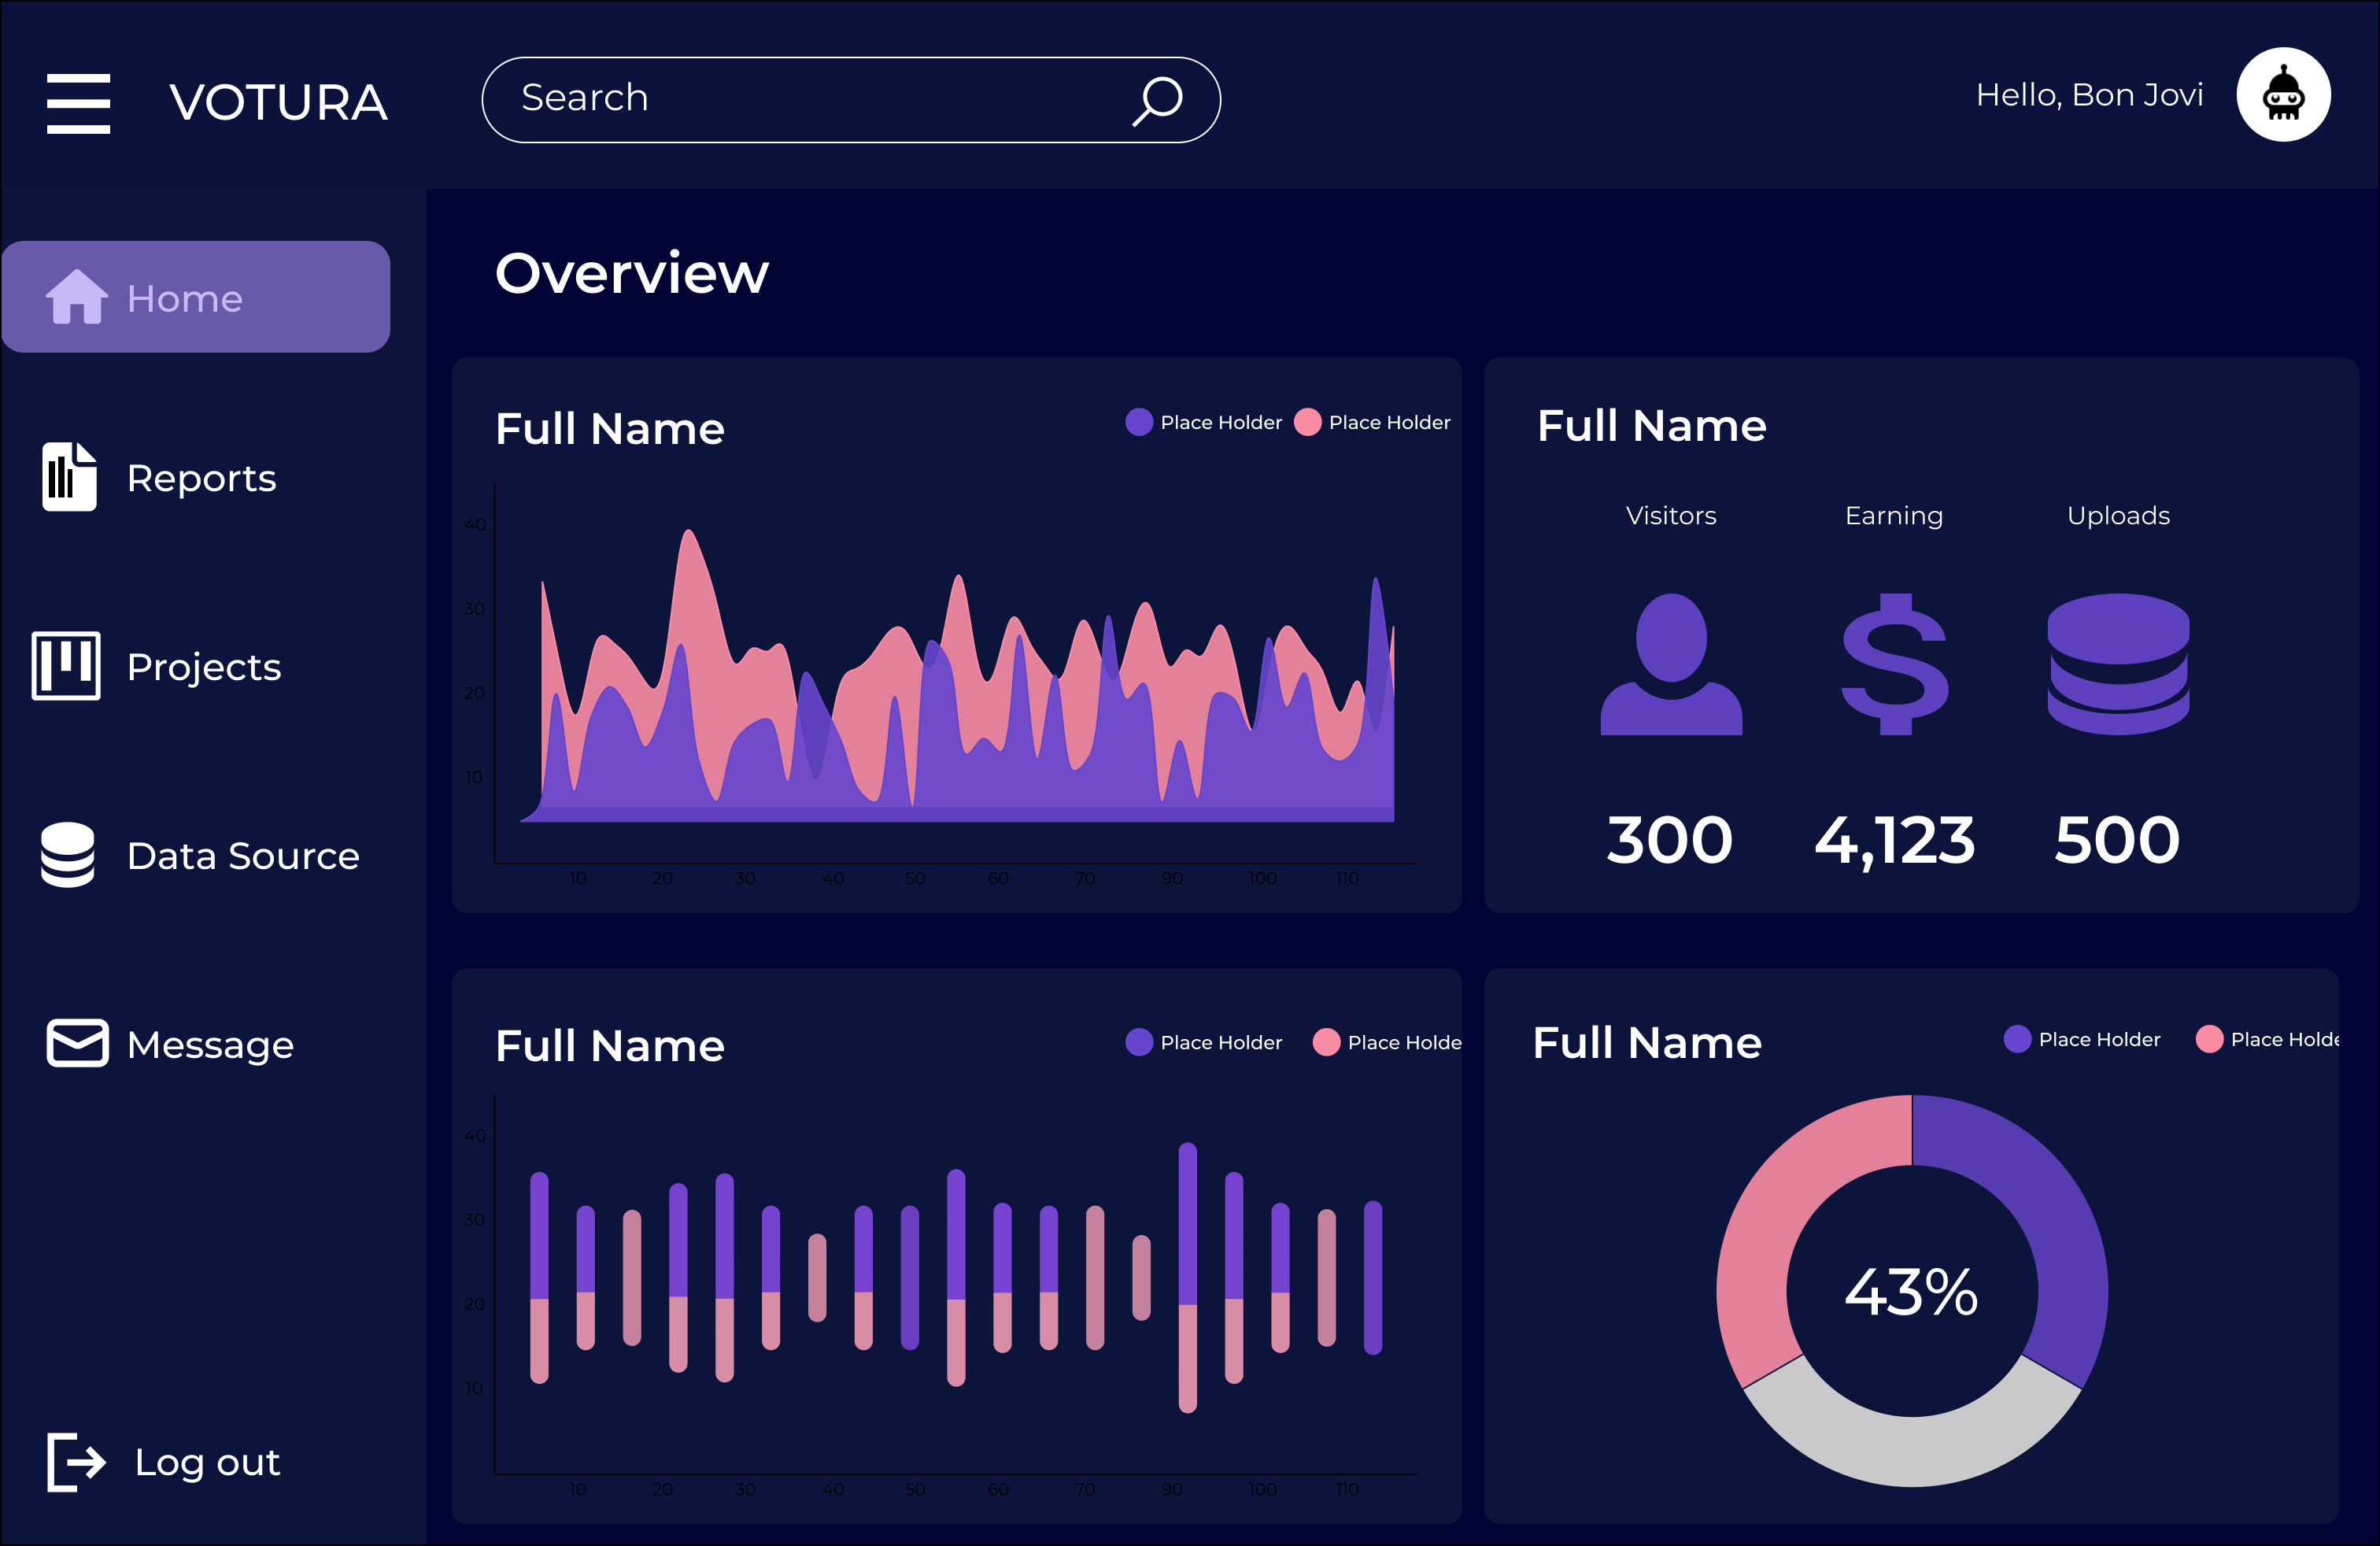 VOTURA
Search
Hello, Bon Jovi
Home
Reports
Projects
Data Source
Message
Log out
Overview
Full Name
Place Holder
Place Holder
40
30
20
10
10 20 30 40 50 60 70 90 100 110
Full Name
Visitors Earning Uploads
300 4,123 500
Full Name
Place Holder
Place Holde
40
30
20
10
10 20 30 40 50 60 70 90 100 110
Full Name
Place Holder
Place Holde
43%